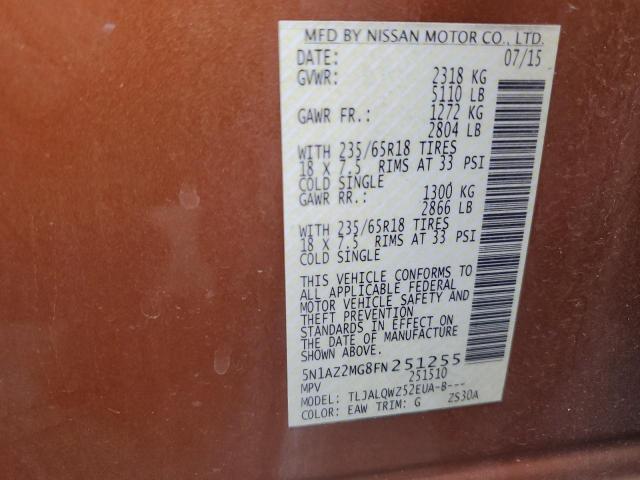 MFD BY NISSAN MOTOR CO., LTD.
DATE: 07/15
GVWR: 2318 KG
5110 LB
GAWR FR.: 1272 KG
2804 LB
WITH 235/65R18 TIRES
18 X 7.5 RIMS AT 33 PSI
COLD SINGLE
GAWR RR.: 1300 KG
2866 LB
WITH 235/65R18 TIRES
18 X 7.5 RIMS AT 33 PSI
COLD SINGLE
THIS VEHICLE CONFORMS TO
ALL APPLICABLE FEDERAL
MOTOR VEHICLE SAFETY AND
THEFT PREVENTION
STANDARDS IN EFFECT ON
THE DATE OF MANUFACTURE
SHOWN ABOVE.
5N1AZ2MG8FN251255
MPV 251510
MODEL: TLJALQWZ52EUA-B---
COLOR: EAW TRIM: G ZS30A